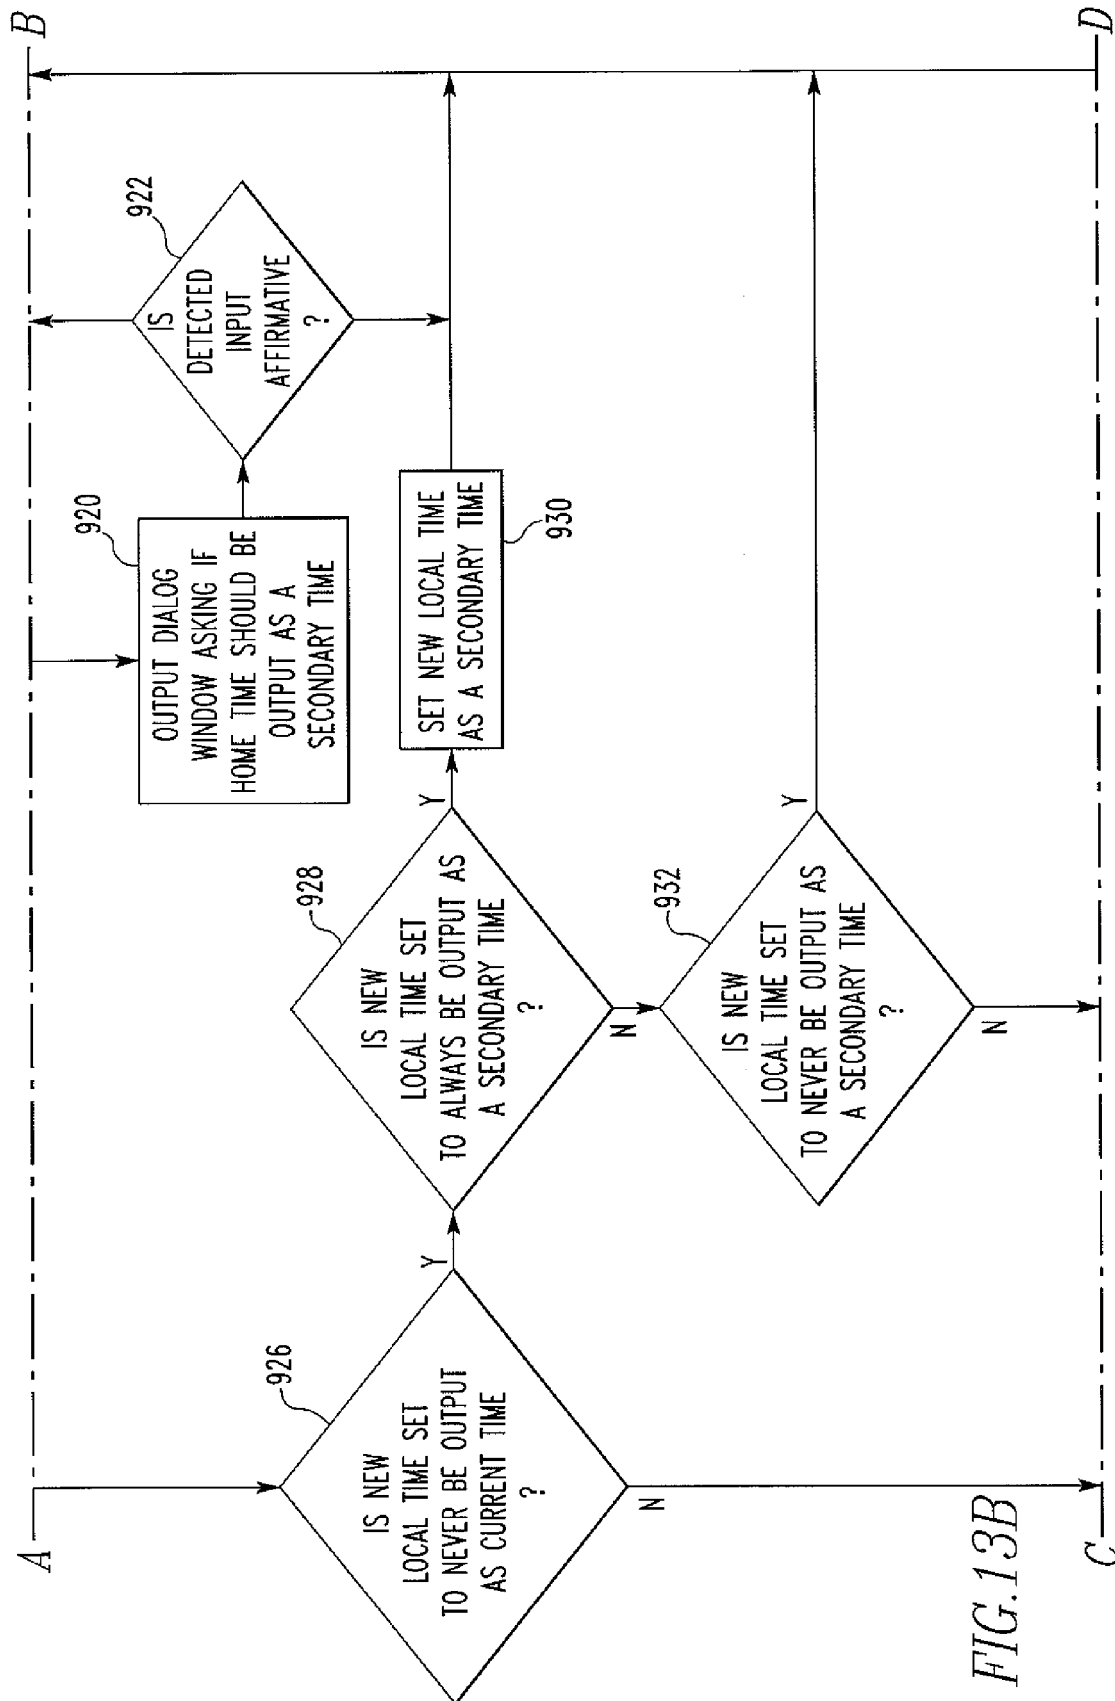 A
B
920
OUTPUT DIALOG
WINDOW ASKING IF
HOME TIME SHOULD BE
OUTPUT AS A
SECONDARY TIME
922
IS
DETECTED
INPUT
AFFIRMATIVE
?
926
IS NEW
LOCAL TIME SET
TO NEVER BE OUTPUT
AS CURRENT TIME
?
Y
N
928
IS NEW
LOCAL TIME SET
TO ALWAYS BE OUTPUT AS
A SECONDARY TIME
?
Y
N
SET NEW LOCAL TIME
AS A SECONDARY TIME
930
932
IS NEW
LOCAL TIME SET
TO NEVER BE OUTPUT AS
A SECONDARY TIME
?
Y
N
FIG.13B
C
D